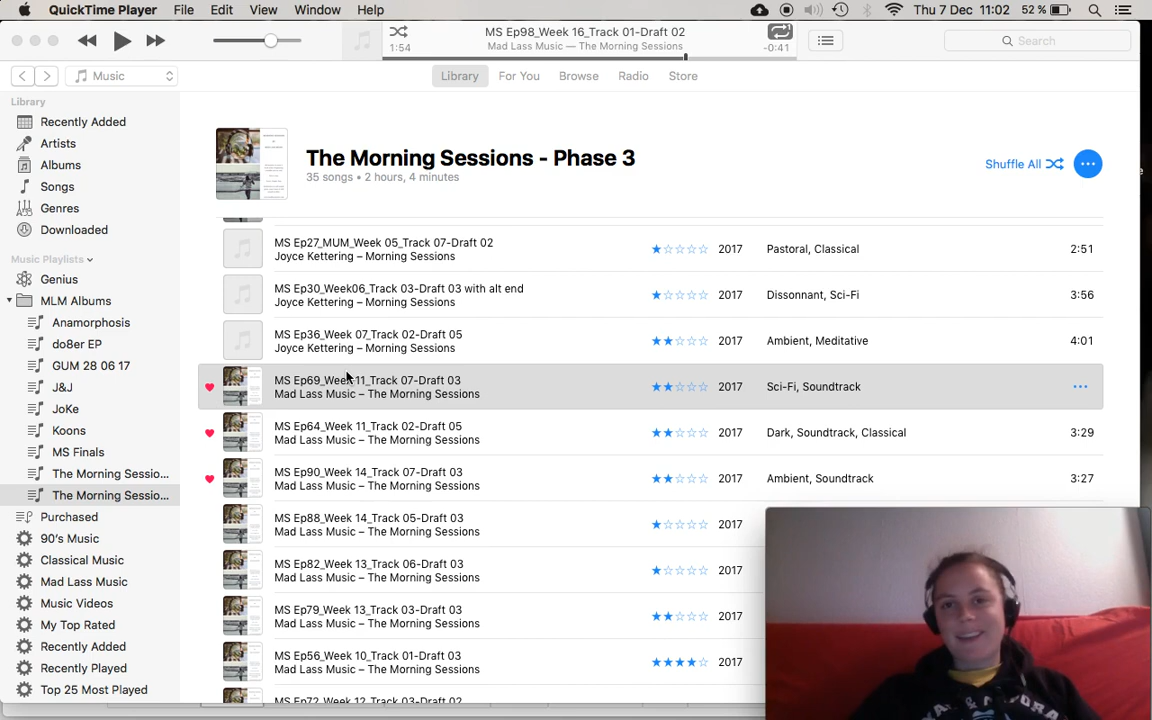 QuickTime Player File Edit View Window Help Thu 7 Dec 11:02 52 %
MS Ep98_Week 16_Track 01-Draft 02
1:54 Mad Lass Music — The Morning Sessions -0:41
Search
Music Library For You Browse Radio Store
Library
Recently Added
Artists
Albums
Songs
Genres
Downloaded
Music Playlists
Genius
MLM Albums
Anamorphosis
do8er EP
GUM 28 06 17
J&J
JoKe
Koons
MS Finals
The Morning Sessio...
The Morning Sessio...
Purchased
90's Music
Classical Music
Mad Lass Music
Music Videos
My Top Rated
Recently Added
Recently Played
Top 25 Most Played
The Morning Sessions - Phase 3
35 songs • 2 hours, 4 minutes
Shuffle All
MS Ep27_MUM_Week 05_Track 07-Draft 02
Joyce Kettering – Morning Sessions
2017 Pastoral, Classical 2:51
MS Ep30_Week06_Track 03-Draft 03 with alt end
Joyce Kettering – Morning Sessions
2017 Dissonnant, Sci-Fi 3:56
MS Ep36_Week 07_Track 02-Draft 05
Joyce Kettering – Morning Sessions
2017 Ambient, Meditative 4:01
MS Ep69_Week 11_Track 07-Draft 03
Mad Lass Music – The Morning Sessions
2017 Sci-Fi, Soundtrack
MS Ep64_Week 11_Track 02-Draft 05
Mad Lass Music – The Morning Sessions
2017 Dark, Soundtrack, Classical 3:29
MS Ep90_Week 14_Track 07-Draft 03
Mad Lass Music – The Morning Sessions
2017 Ambient, Soundtrack 3:27
MS Ep88_Week 14_Track 05-Draft 03
Mad Lass Music – The Morning Sessions
2017
MS Ep82_Week 13_Track 06-Draft 03
Mad Lass Music – The Morning Sessions
2017
MS Ep79_Week 13_Track 03-Draft 03
Mad Lass Music – The Morning Sessions
2017
MS Ep56_Week 10_Track 01-Draft 03
Mad Lass Music – The Morning Sessions
2017
MS Ep72_Week 12_Track 03-Draft 02